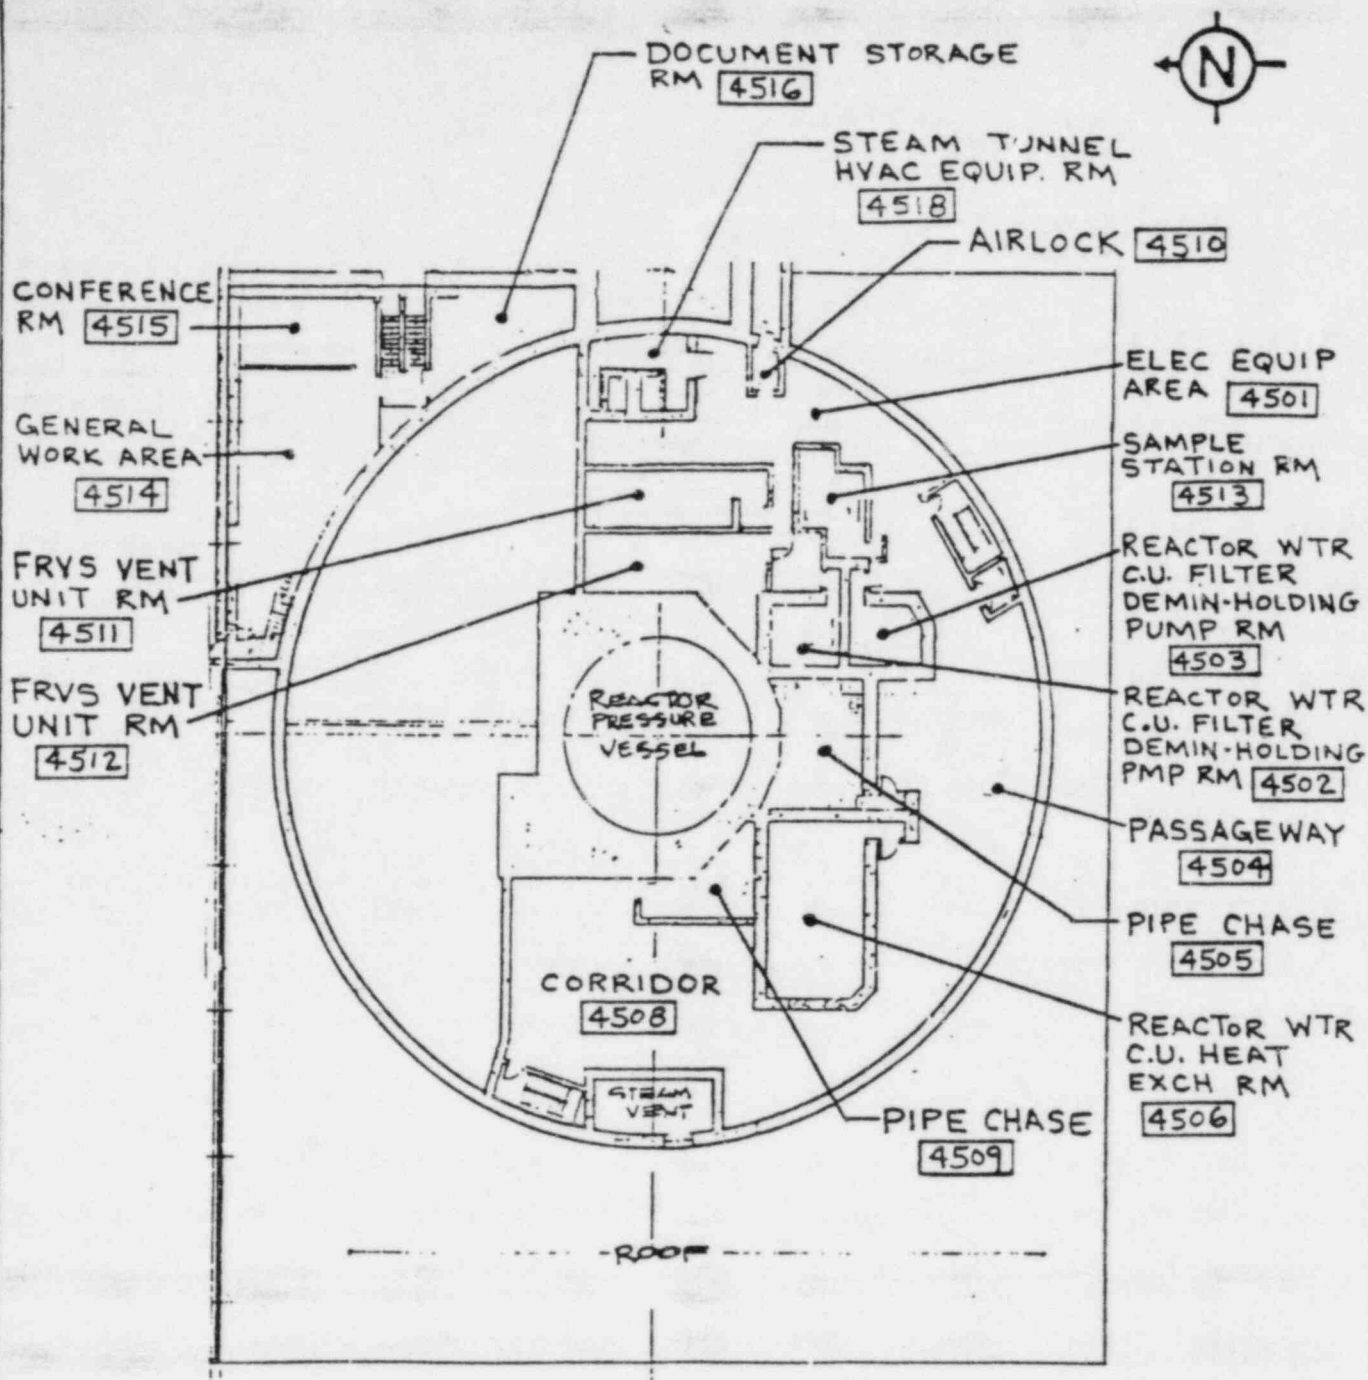 DOCUMENT STORAGE
RM 4516
N
STEAM TUNNEL
HVAC EQUIP. RM
4518
AIRLOCK 4510
CONFERENCE
RM 4515
ELEC EQUIP
AREA 4501
GENERAL
WORK AREA
4514
SAMPLE
STATION RM
4513
FRVS VENT
UNIT RM
4511
REACTOR WTR
C.U. FILTER
DEMIN-HOLDING
PUMP RM
4503
FRVS VENT
UNIT RM
4512
REACTOR
PRESSURE
VESSEL
REACTOR WTR
C.U. FILTER
DEMIN-HOLDING
PMP RM 4502
PASSAGEWAY
4504
PIPE CHASE
4505
CORRIDOR
4508
REACTOR WTR
C.U. HEAT
EXCH RM
4506
STEAM
VENT
PIPE CHASE
4509
ROOF